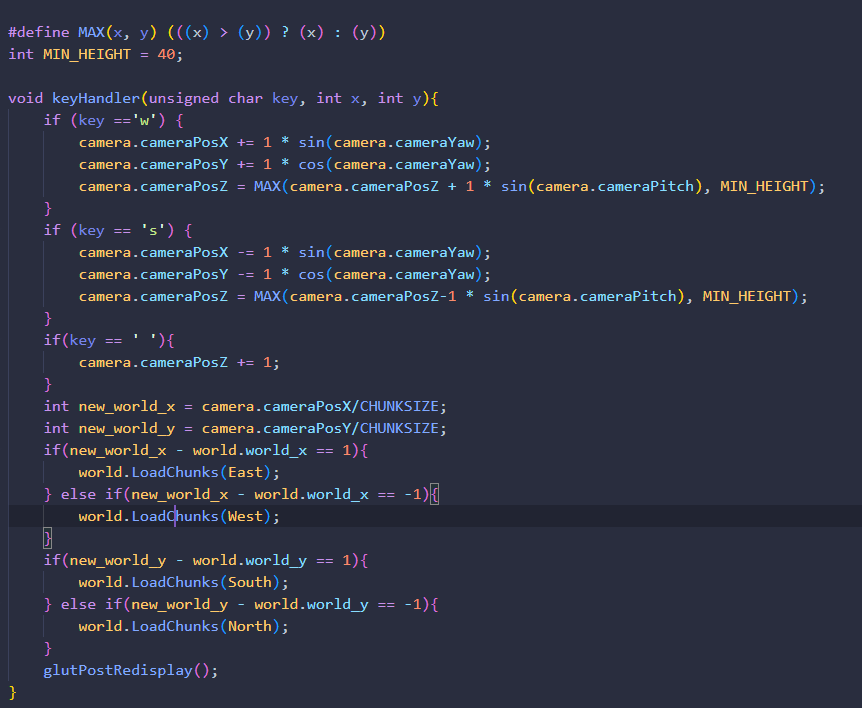 #define MAX(x, y) (((x) > (y)) ? (x) : (y))
int MIN_HEIGHT = 40;

void keyHandler(unsigned char key, int x, int y){
    if (key =='w') {
        camera.cameraPosX += 1 * sin(camera.cameraYaw);
        camera.cameraPosY += 1 * cos(camera.cameraYaw);
        camera.cameraPosZ = MAX(camera.cameraPosZ + 1 * sin(camera.cameraPitch), MIN_HEIGHT);
    }
    if (key == 's') {
        camera.cameraPosX -= 1 * sin(camera.cameraYaw);
        camera.cameraPosY -= 1 * cos(camera.cameraYaw);
        camera.cameraPosZ = MAX(camera.cameraPosZ-1 * sin(camera.cameraPitch), MIN_HEIGHT);
    }
    if(key == ' '){
        camera.cameraPosZ += 1;
    }
    int new_world_x = camera.cameraPosX/CHUNKSIZE;
    int new_world_y = camera.cameraPosY/CHUNKSIZE;
    if(new_world_x - world.world_x == 1){
        world.LoadChunks(East);
    } else if(new_world_x - world.world_x == -1){
        world.LoadChunks(West);
    }
    if(new_world_y - world.world_y == 1){
        world.LoadChunks(South);
    } else if(new_world_y - world.world_y == -1){
        world.LoadChunks(North);
    }
    glutPostRedisplay();
}